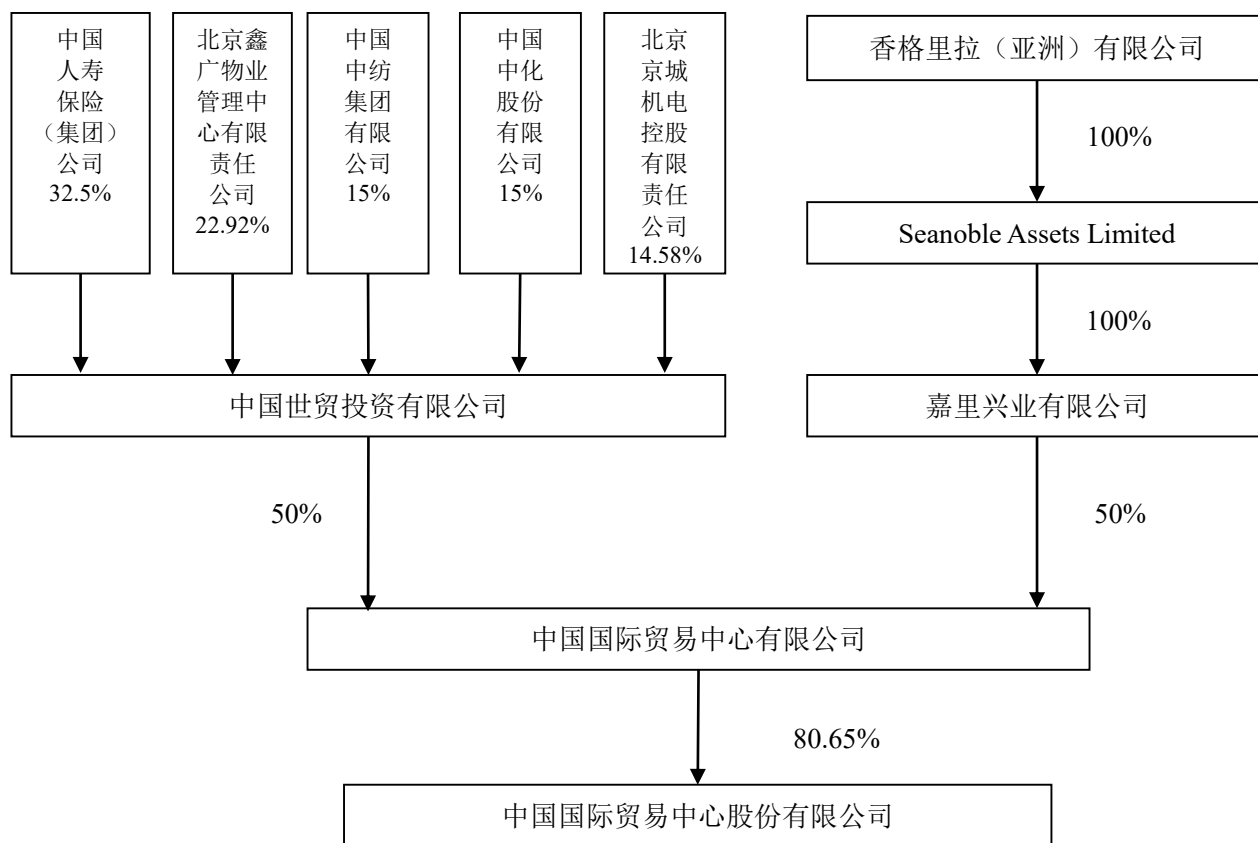 中国
人寿
保险
（集团）
公司
32.5%
北京鑫
广物业
管理中
心有限
责任
公司
22.92%
中国
中纺
集团
有限
公司
15%
中国
中化
股份
有限
公司
15%
北京
京城
机电
控股
有限
责任
公司
14.58%
香格里拉（亚洲）有限公司
100%
Seanoble Assets Limited
100%
中国世贸投资有限公司
嘉里兴业有限公司
50%
50%
中国国际贸易中心有限公司
80.65%
中国国际贸易中心股份有限公司